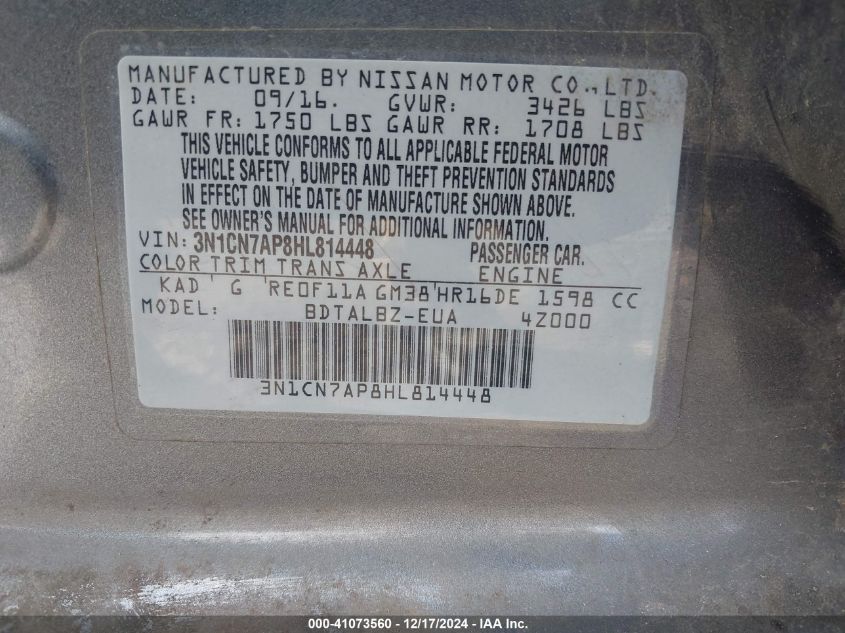 MANUFACTURED BY NISSAN MOTOR CO., LTD.
DATE: 09/16. GVWR: 3426 LBS
GAWR FR: 1750 LBS GAWR RR: 1708 LBS
THIS VEHICLE CONFORMS TO ALL APPLICABLE FEDERAL MOTOR
VEHICLE SAFETY, BUMPER AND THEFT PREVENTION STANDARDS
IN EFFECT ON THE DATE OF MANUFACTURE SHOWN ABOVE.
SEE OWNER'S MANUAL FOR ADDITIONAL INFORMATION.
VIN: 3N1CN7AP8HL814448 PASSENGER CAR.
COLOR TRIM TRANS AXLE ENGINE
KAD ' G 'RE0F11A GM38'HR16DE 1598 CC
MODEL: BDTALBZ-EUA 4Z000
3N1CN7AP8HL814448
000-41073560 - 12/17/2024 - IAA Inc.